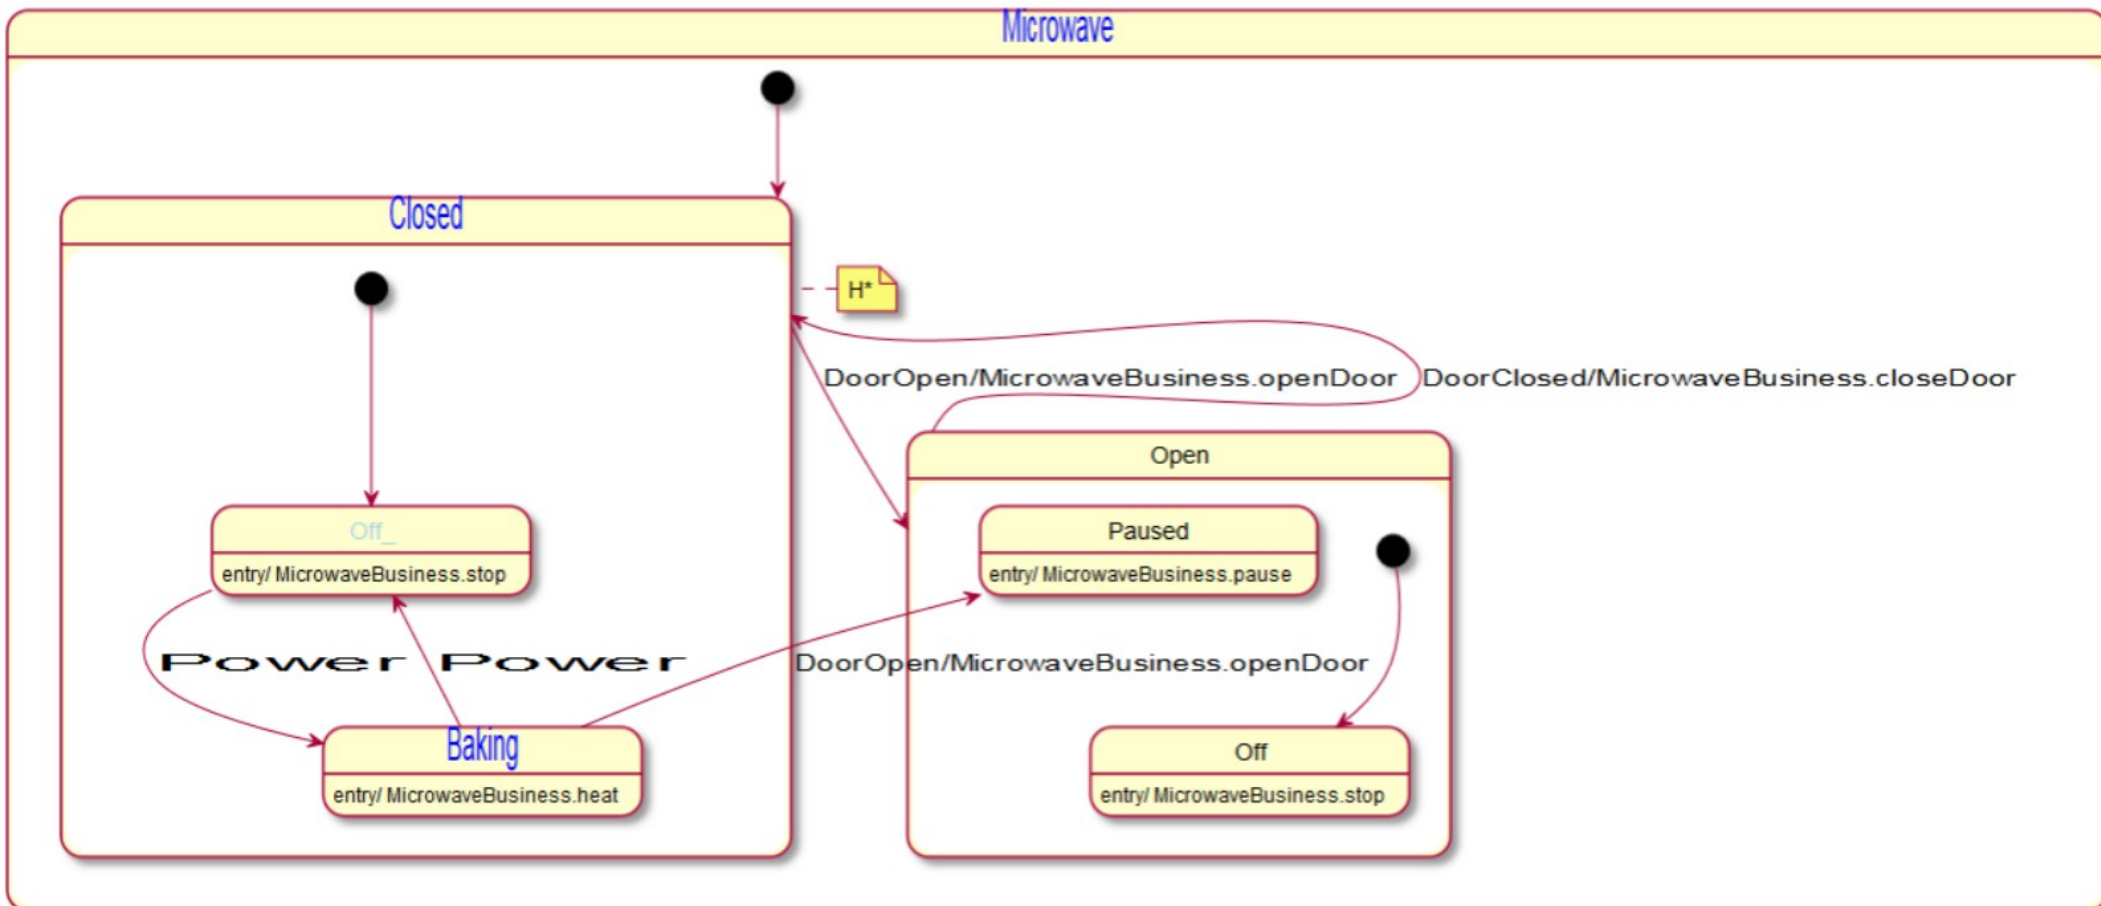 Microwave
Closed
H*
DoorOpen/MicrowaveBusiness.openDoor
DoorClosed/MicrowaveBusiness.closeDoor
Open
Off_
entry/ MicrowaveBusiness.stop
Paused
entry/ MicrowaveBusiness.pause
Power
Power
DoorOpen/MicrowaveBusiness.openDoor
Baking
entry/ MicrowaveBusiness.heat
Off
entry/ MicrowaveBusiness.stop